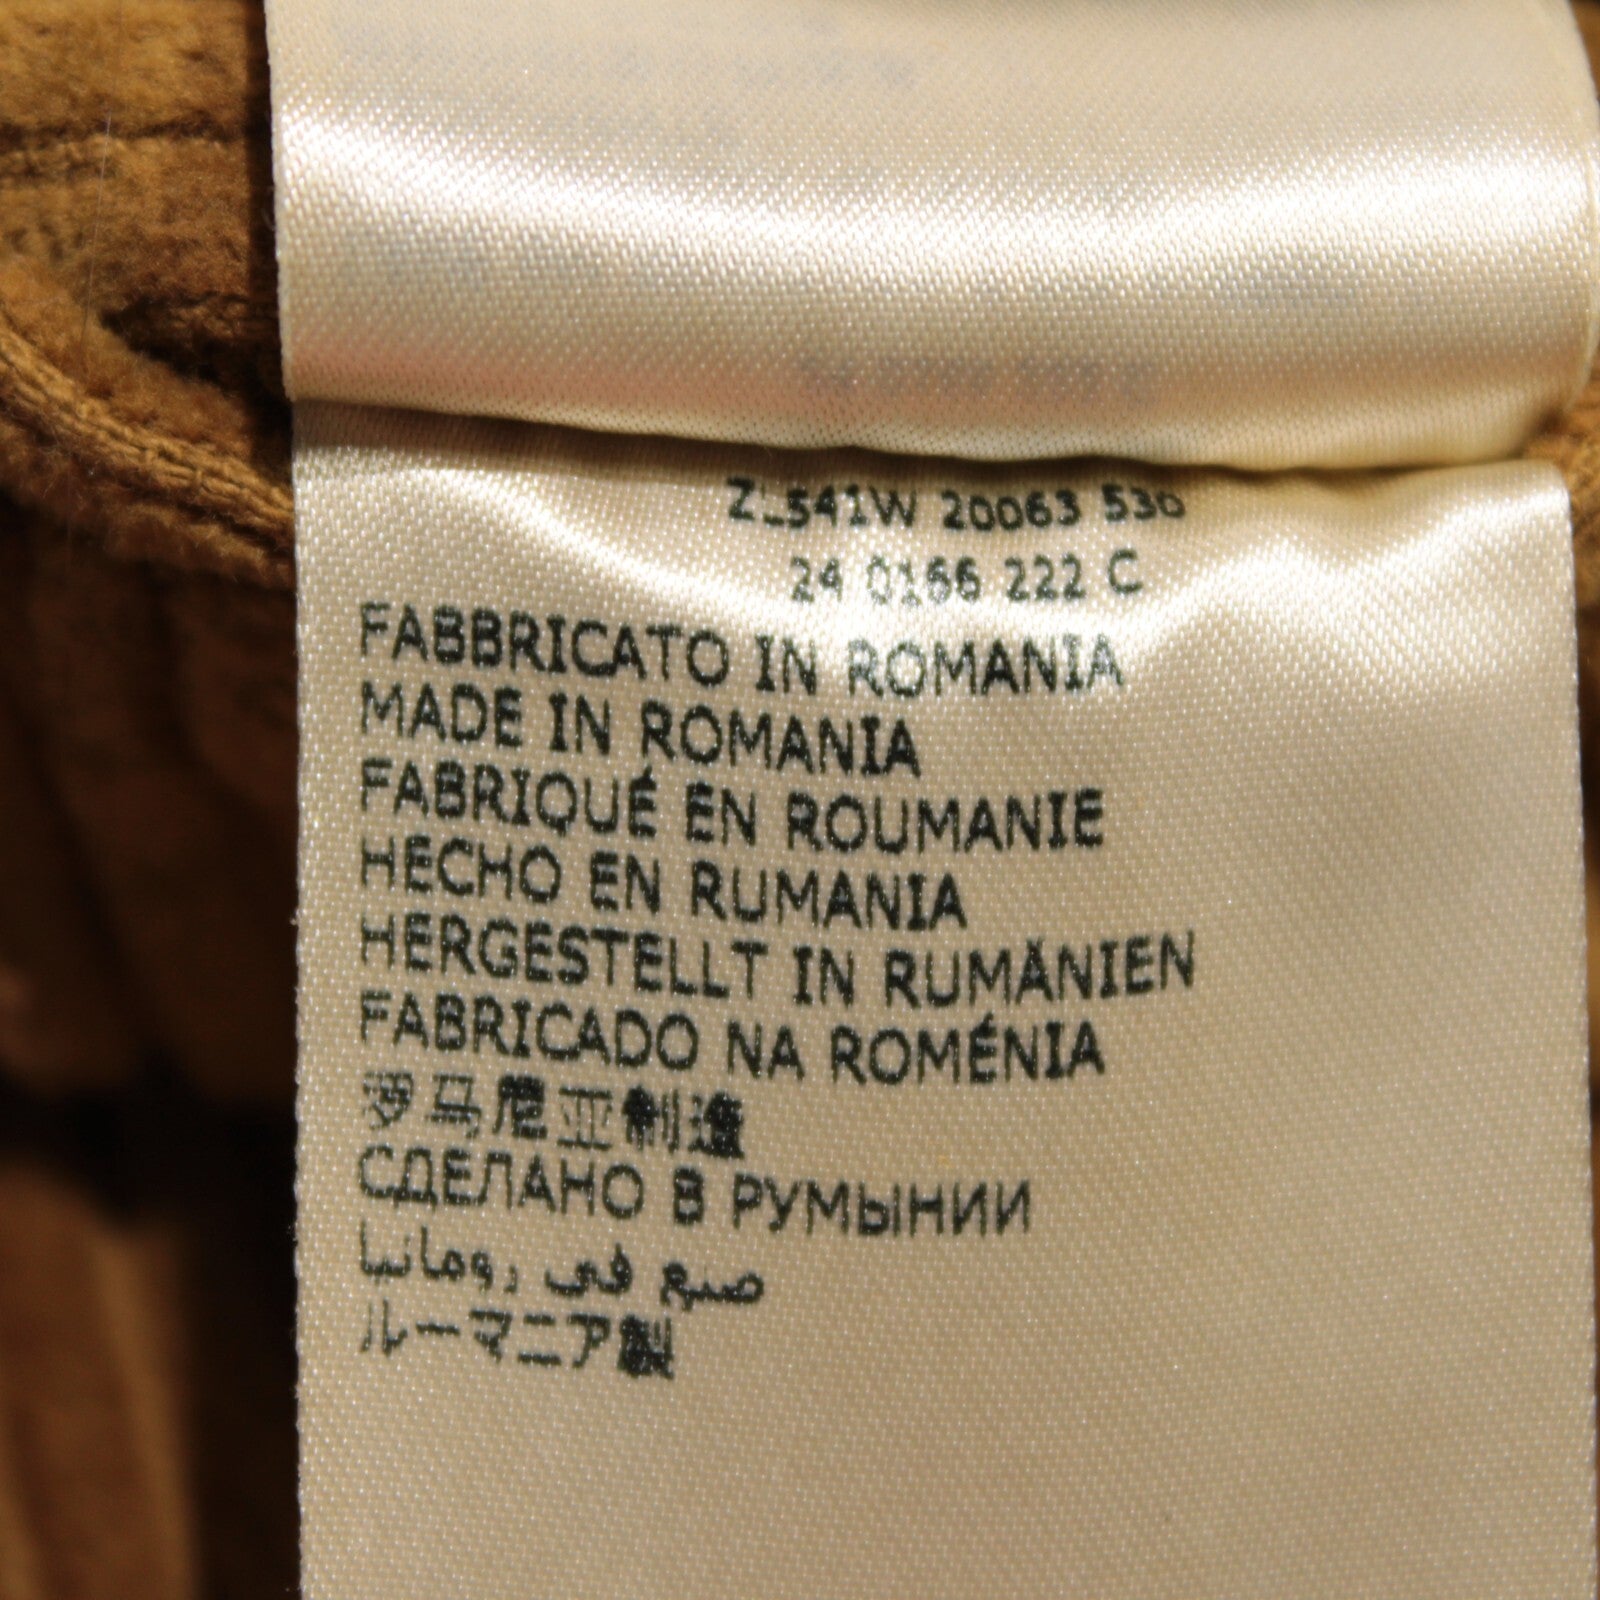 Z_541W 20063 530
24 0166 222 C
FABBRICATO IN ROMANIA
MADE IN ROMANIA
FABRIQUÉ EN ROUMANIE
HECHO EN RUMANIA
HERGESTELLT IN RUMÄNIEN
FABRICADO NA ROMÉNIA
罗马尼亚制造
СДЕЛАНО В РУМЫНИИ
صنع في رومانيا
ルーマニア製